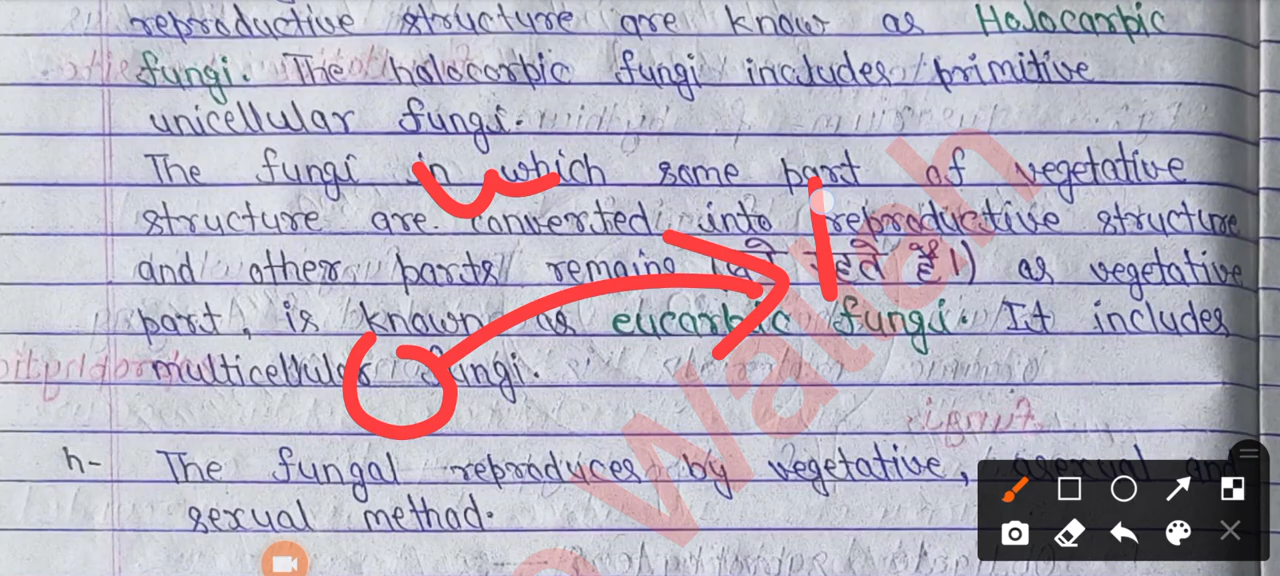 reproductive structure are know as Holocarpic
fungi. The holocarpic fungi includes primitive
unicellular fungi.
The fungi in which some part of vegetative
structure are converted into reproductive structure
and other parts remains (बने रहते हैं।) as vegetative
part, is known as eucarpic fungi. It includes
multicellular fungi.
h- The fungal reproduces by vegetative, asexual and
sexual method.